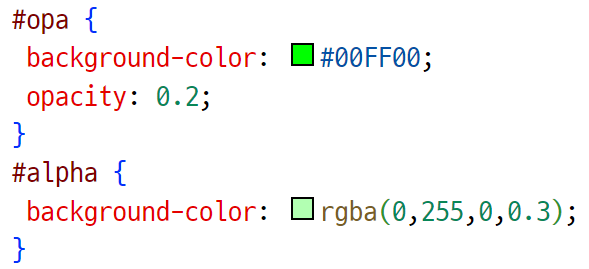 #opa {
background-color: #00FF00;
opacity: 0.2;
}
#alpha {
background-color: rgba(0,255,0,0.3);
}